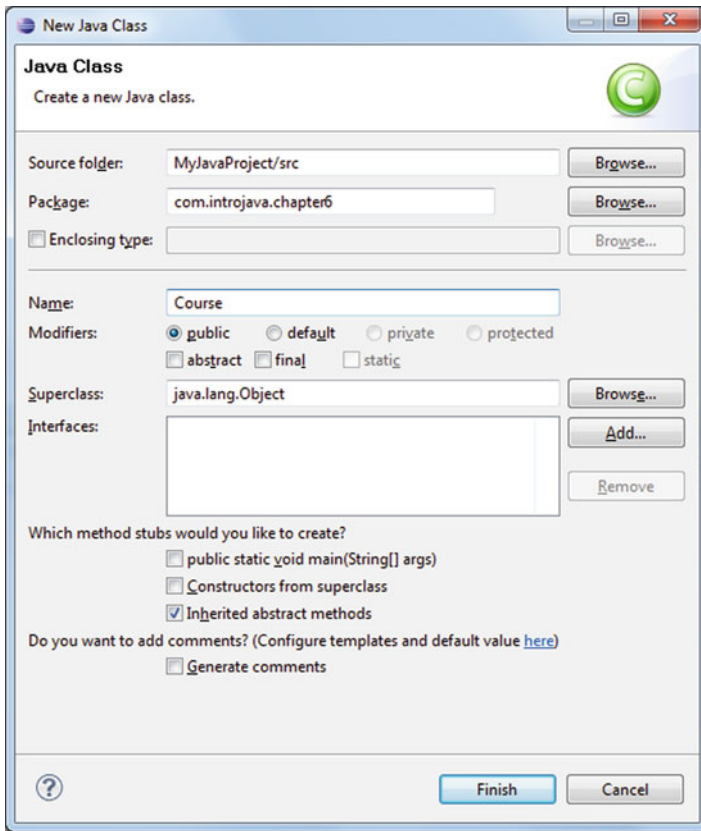 New Java Class
Java Class
Create a new Java class.
C
Source folder: MyJavaProject/src Browse...
Package: com.introjava.chapter6 Browse...
Enclosing type: Browse...
Name: Course
Modifiers: public default private protected
abstract final static
Superclass: java.lang.Object Browse...
Interfaces: Add...
Remove
Which method stubs would you like to create?
public static void main(String[] args)
Constructors from superclass
Inherited abstract methods
Do you want to add comments? (Configure templates and default value here)
Generate comments
? Finish Cancel